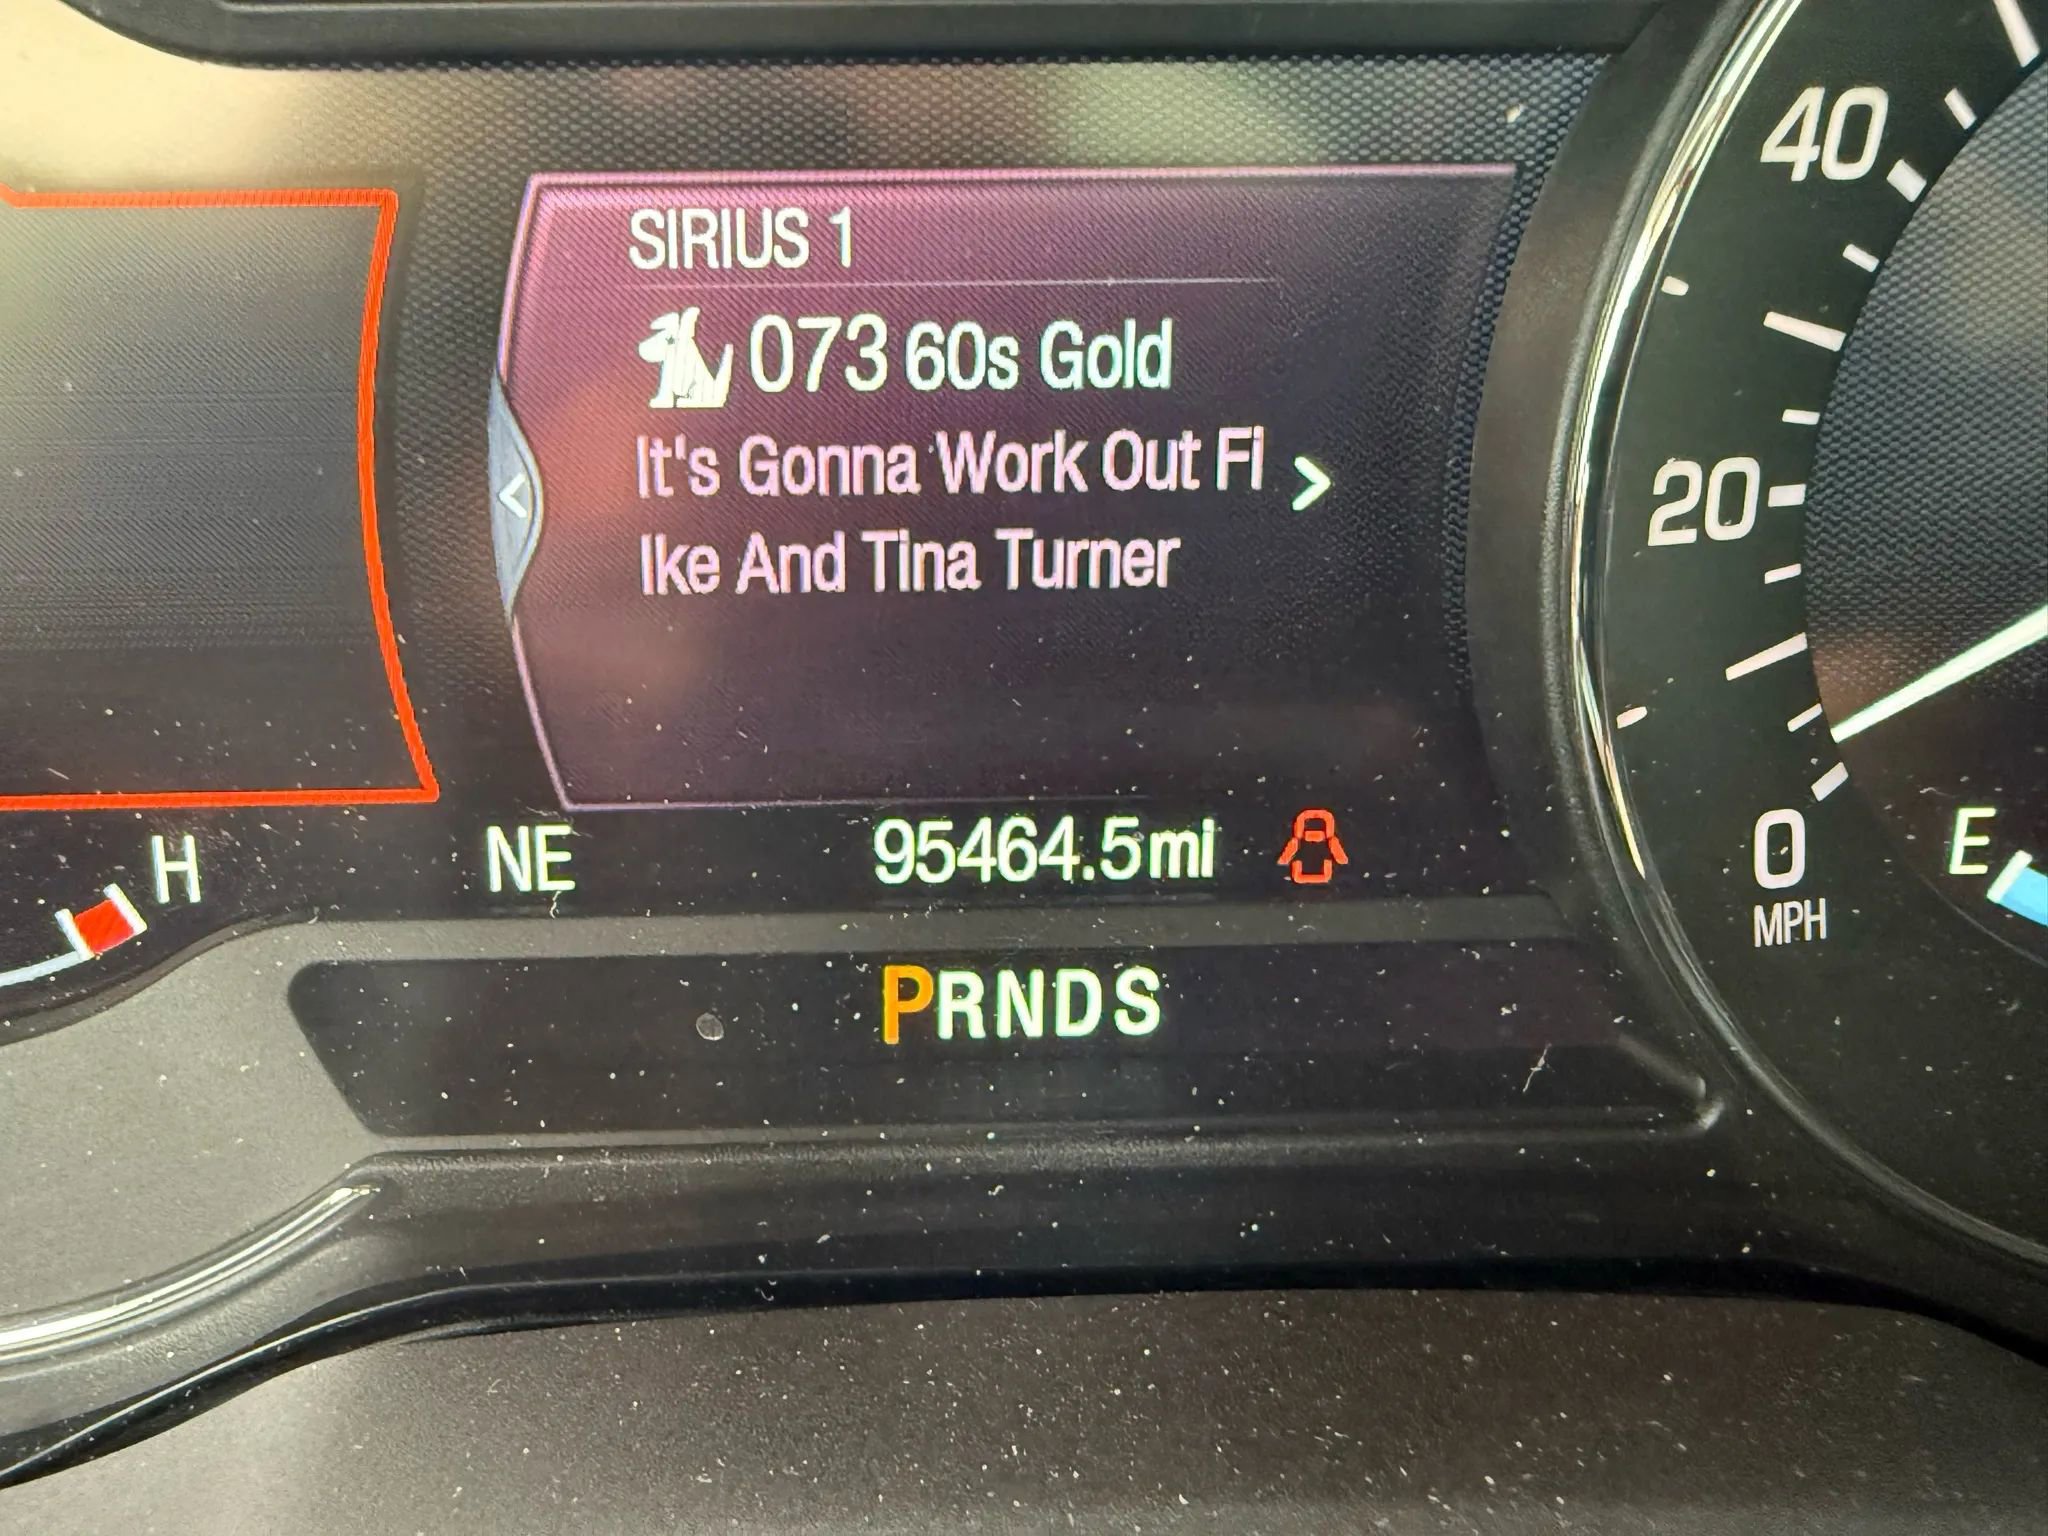 SIRIUS 1
073 60s Gold
It's Gonna Work Out Fi >
Ike And Tina Turner
<
H
NE
95464.5mi
PRNDS
40
20
0
MPH
E